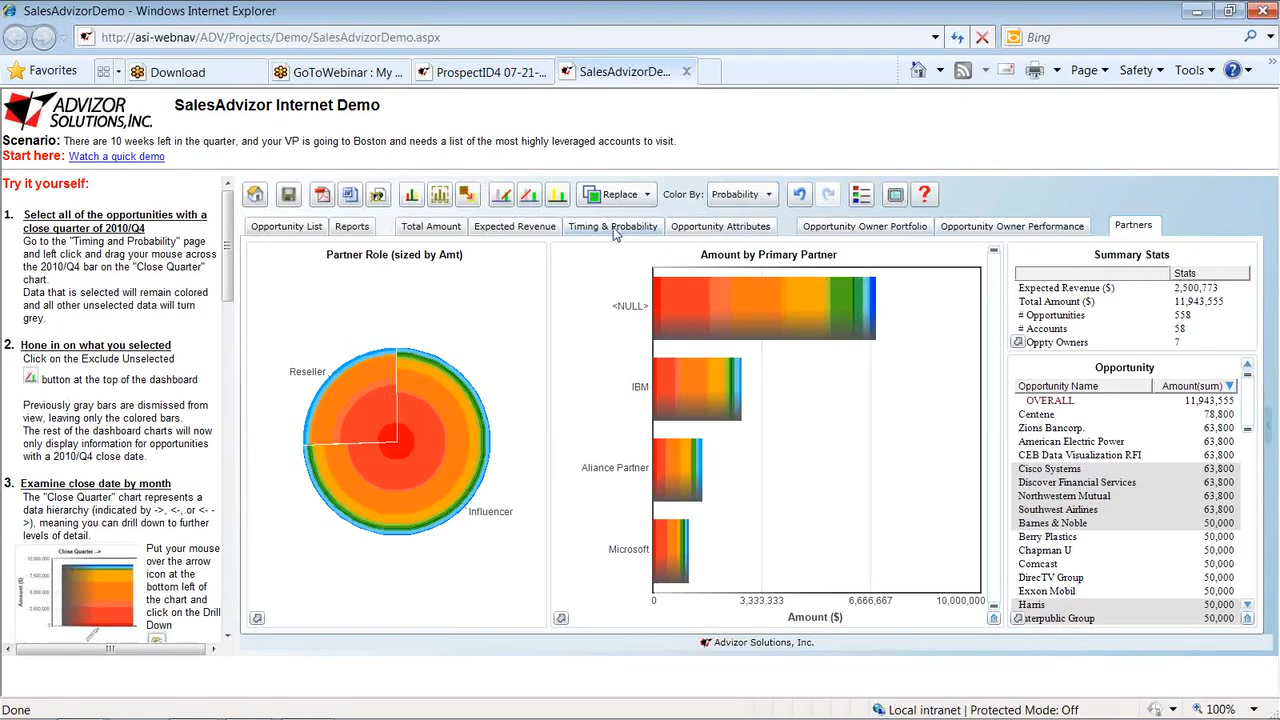 SalesAdvizorDemo - Windows Internet Explorer
http://asi-webnav/ADV/Projects/Demo/SalesAdvizorDemo.aspx
Bing
Favorites
Download
GoToWebinar : My ...
ProspectID4 07-21-...
SalesAdvizorDe...
Page
Safety
Tools
ADVIZOR
SOLUTIONS, INC.
SalesAdvizor Internet Demo
Scenario: There are 10 weeks left in the quarter, and your VP is going to Boston and needs a list of the most highly leveraged accounts to visit.
Start here: Watch a quick demo
Try it yourself:
1. Select all of the opportunities with a
close quarter of 2010/Q4
Go to the "Timing and Probability" page
and left click and drag your mouse across
the 2010/Q4 bar on the "Close Quarter"
chart.
Data that is selected will remain colored
and all other unselected data will turn
grey.
2. Hone in on what you selected
Click on the Exclude Unselected
button at the top of the dashboard
Previously gray bars are dismissed from
view, leaving only the colored bars.
The rest of the dashboard charts will now
only display information for opportunities
with a 2010/Q4 close date.
3. Examine close date by month
The "Close Quarter" chart represents a
data hierarchy (indicated by ->, <-, or <- -
>), meaning you can drill down to further
levels of detail.
Close Quarter ->
Amount ($)
2010/Q4
Put your mouse
over the arrow
icon at the
bottom left of
the chart and
click on the Drill
Down
Replace
Color By:
Probability
Opportunity List
Reports
Total Amount
Expected Revenue
Timing & Probability
Opportunity Attributes
Opportunity Owner Portfolio
Opportunity Owner Performance
Partners
Partner Role (sized by Amt)
Reseller
Influencer
Amount by Primary Partner
<NULL>
IBM
Aliance Partner
Microsoft
0
3,333,333
6,666,667
10,000,000
Amount ($)
Summary Stats
Stats
Expected Revenue ($) 2,500,773
Total Amount ($) 11,943,555
# Opportunities 558
# Accounts 58
Oppty Owners 7
Opportunity
Opportunity Name Amount(sum)
OVERALL 11,943,555
Centene 78,800
Zions Bancorp. 63,800
American Electric Power 63,800
CEB Data Visualization RFI 63,800
Cisco Systems 63,800
Discover Financial Services 63,800
Northwestern Mutual 63,800
Southwest Airlines 63,800
Barnes & Noble 50,000
Berry Plastics 50,000
Chapman U 50,000
Comcast 50,000
DirecTV Group 50,000
Exxon Mobil 50,000
Harris 50,000
nterpublic Group 50,000
Advizor Solutions, Inc.
Done
Local intranet | Protected Mode: Off
100%